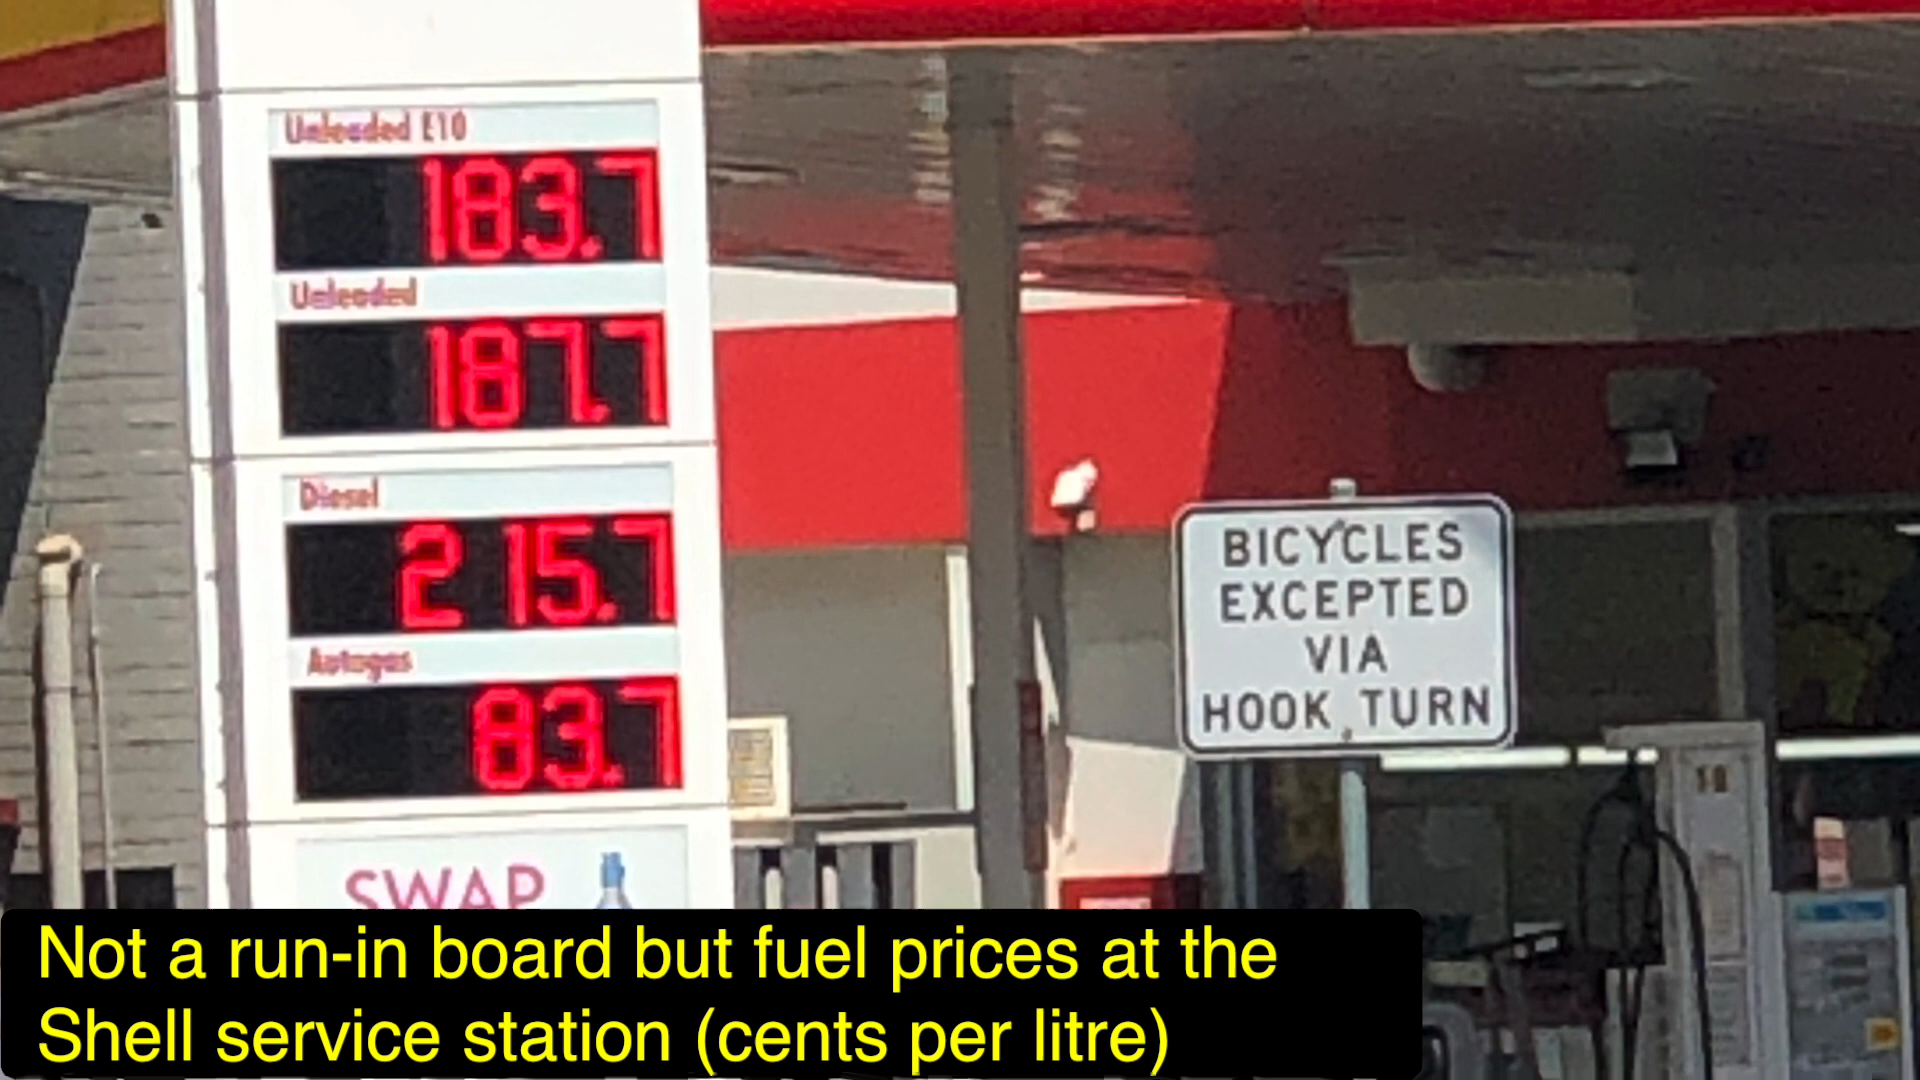 Unleaded E10
183.7
Unleaded
187.7
Diesel
215.7
Autogas
83.7
SWAP
BICYCLES
EXCEPTED
VIA
HOOK TURN
10
Not a run-in board but fuel prices at the
Shell service station (cents per litre)